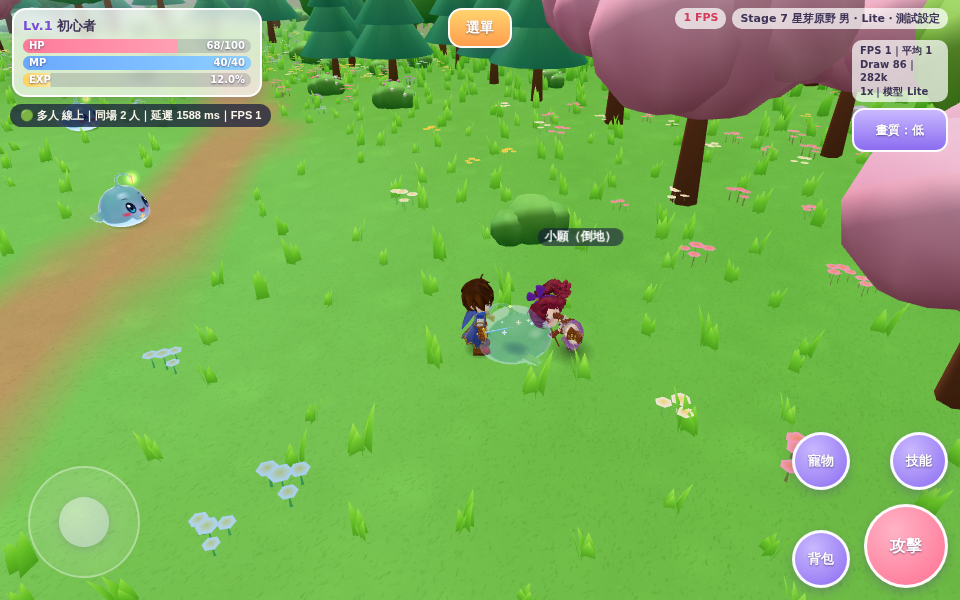 Lv.1 初心者
HP 68/100
MP 40/40
EXP 12.0%
多人 線上｜同場 2 人｜延遲 1588 ms｜FPS 1
選單
1 FPS
Stage 7 星芽原野 男・Lite・測試設定
FPS 1｜平均 1
Draw 86｜
282k
1x｜模型 Lite
畫質：低
小願（倒地）
寵物
技能
攻擊
背包